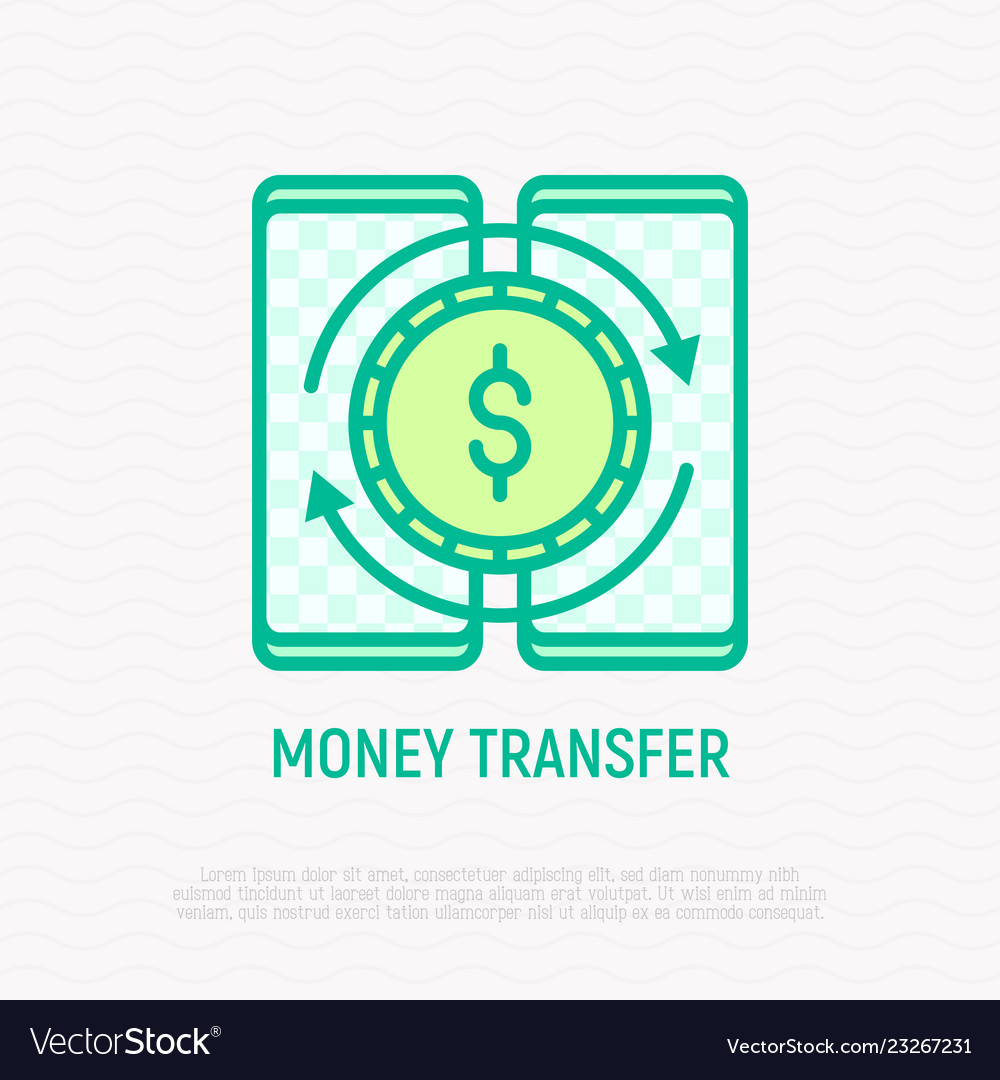 $
MONEY TRANSFER
Lorem ipsum dolor sit amet, consectetuer adipiscing elit, sed diam nonummy nibh
euismod tincidunt ut laoreet dolore magna aliquam erat volutpat. Ut wisi enim ad minim
veniam, quis nostrud exerci tation ullamcorper nisl ut aliquip ex ea commodo consequat.
VectorStock®
VectorStock.com/23267231